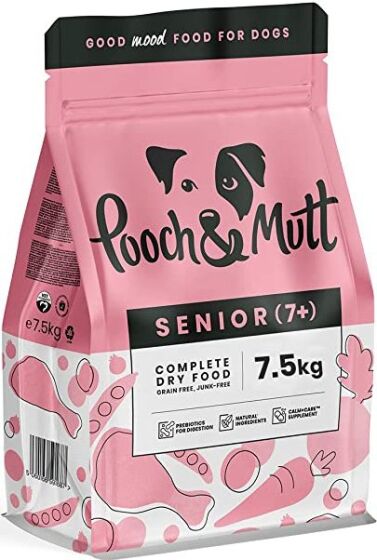 GOOD mood FOOD FOR DOGS
Pooch&Mutt
SENIOR (7+)
COMPLETE
DRY FOOD
GRAIN FREE, JUNK-FREE
7.5kg
PREBIOTICS
FOR DIGESTION
NATURAL
INGREDIENTS
CALM+CARE™
SUPPLEMENT
e7.5kg